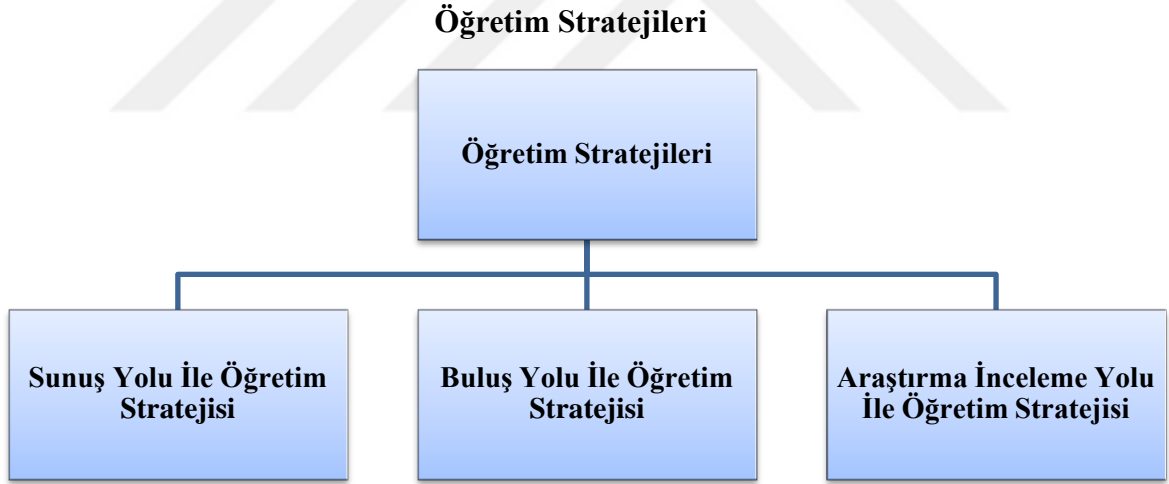 Öğretim Stratejileri
Öğretim Stratejileri
Sunuş Yolu İle Öğretim
Stratejisi
Buluş Yolu İle Öğretim
Stratejisi
Araştırma İnceleme Yolu
İle Öğretim Stratejisi